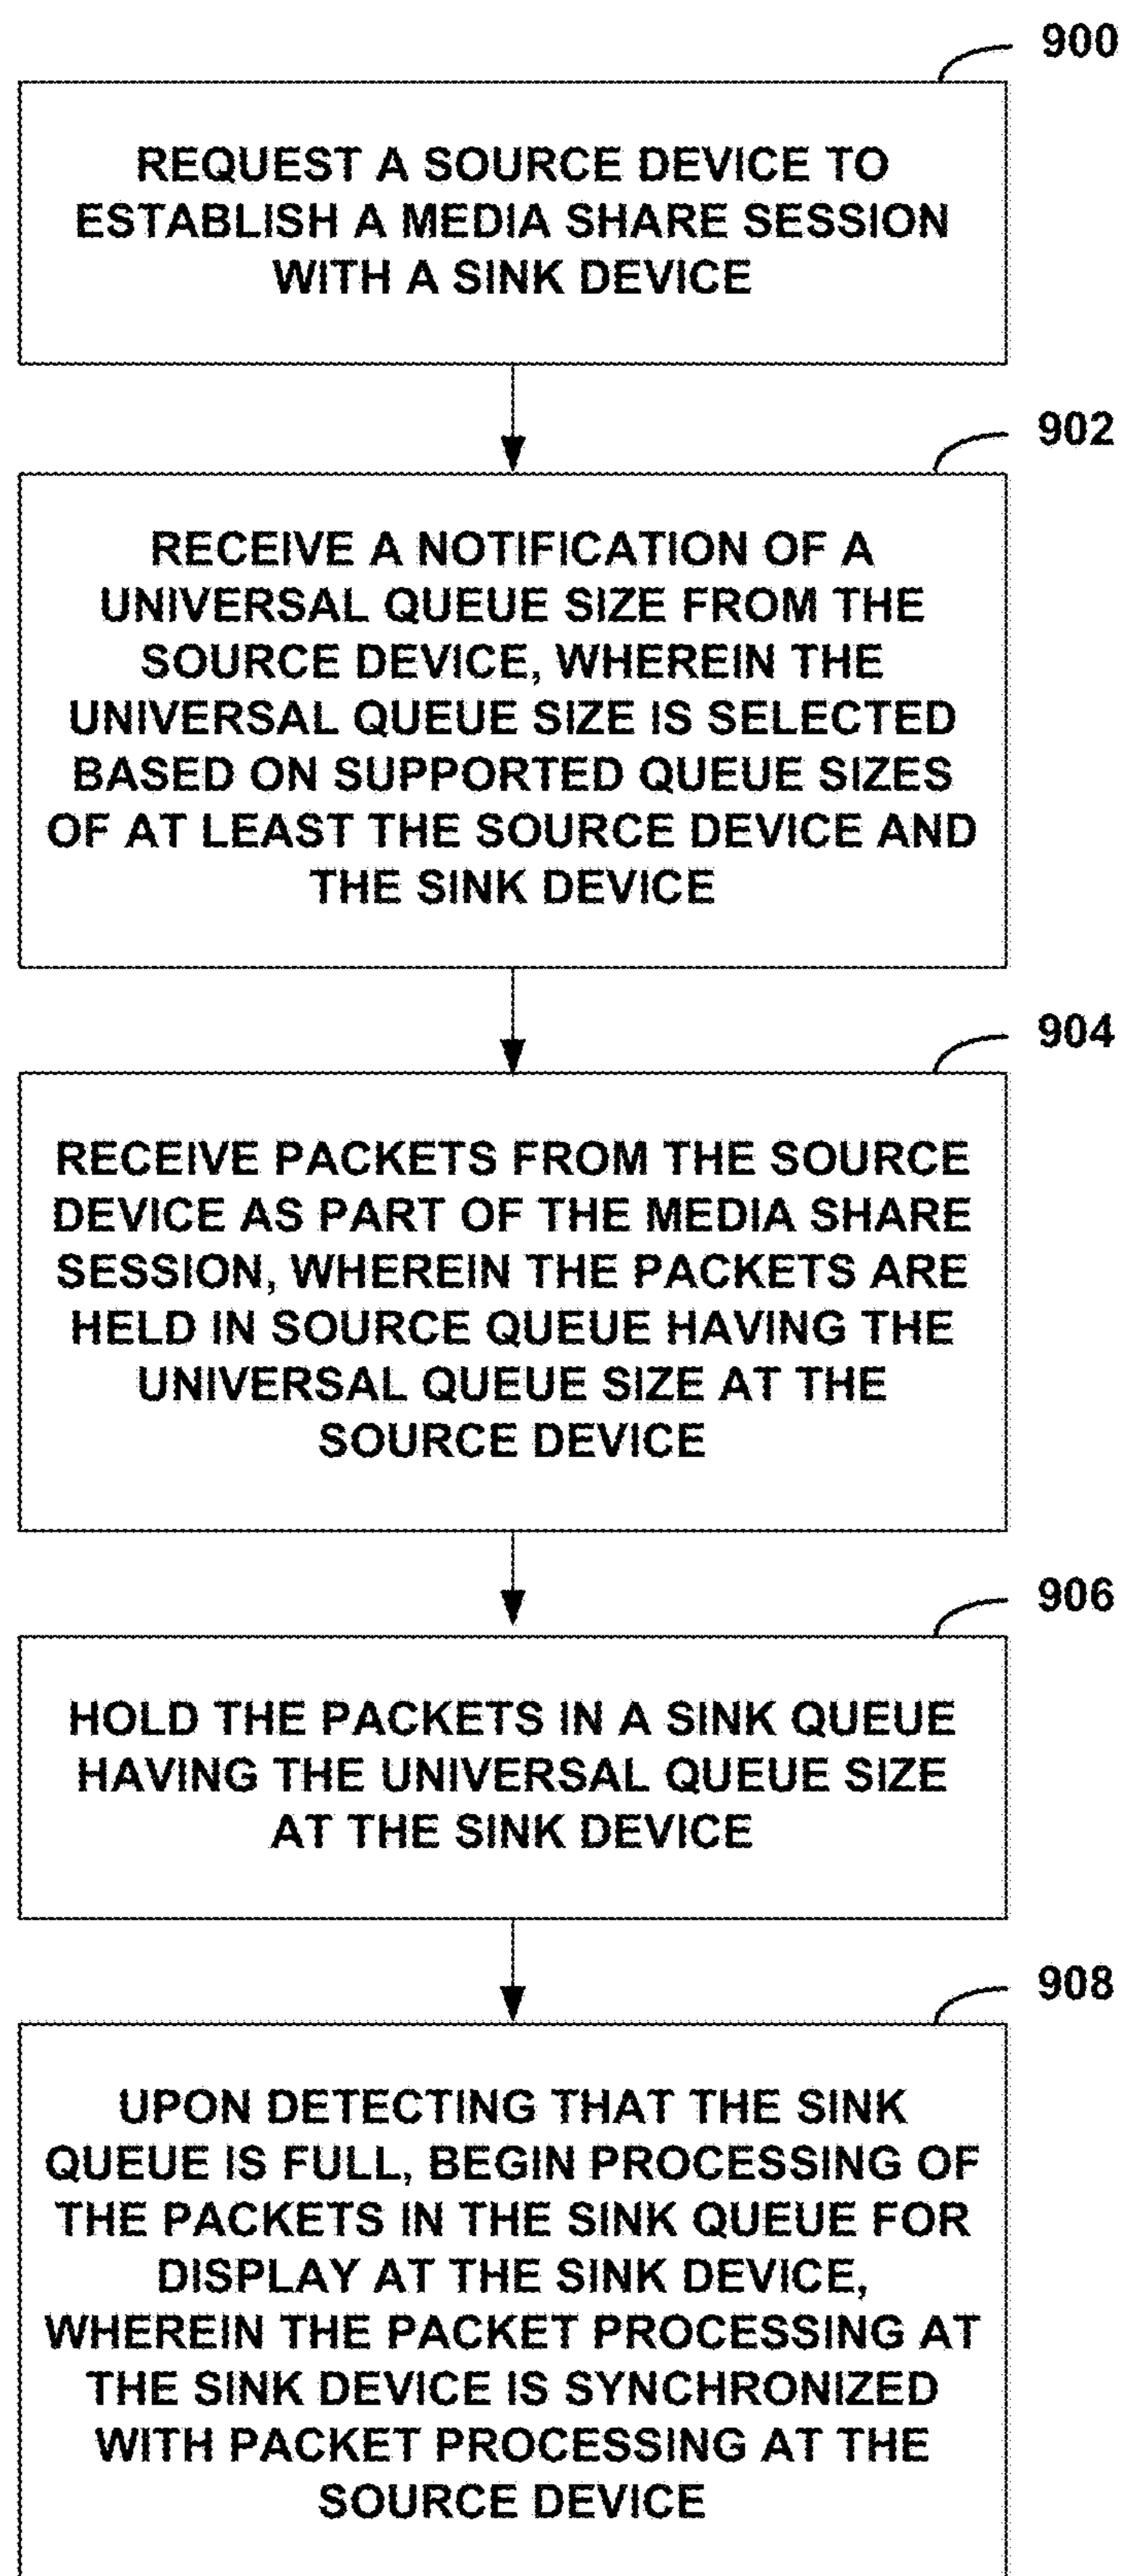 900
REQUEST A SOURCE DEVICE TO
ESTABLISH A MEDIA SHARE SESSION
WITH A SINK DEVICE
902
RECEIVE A NOTIFICATION OF A
UNIVERSAL QUEUE SIZE FROM THE
SOURCE DEVICE, WHEREIN THE
UNIVERSAL QUEUE SIZE IS SELECTED
BASED ON SUPPORTED QUEUE SIZES
OF AT LEAST THE SOURCE DEVICE AND
THE SINK DEVICE
904
RECEIVE PACKETS FROM THE SOURCE
DEVICE AS PART OF THE MEDIA SHARE
SESSION, WHEREIN THE PACKETS ARE
HELD IN SOURCE QUEUE HAVING THE
UNIVERSAL QUEUE SIZE AT THE
SOURCE DEVICE
906
HOLD THE PACKETS IN A SINK QUEUE
HAVING THE UNIVERSAL QUEUE SIZE
AT THE SINK DEVICE
908
UPON DETECTING THAT THE SINK
QUEUE IS FULL, BEGIN PROCESSING OF
THE PACKETS IN THE SINK QUEUE FOR
DISPLAY AT THE SINK DEVICE,
WHEREIN THE PACKET PROCESSING AT
THE SINK DEVICE IS SYNCHRONIZED
WITH PACKET PROCESSING AT THE
SOURCE DEVICE